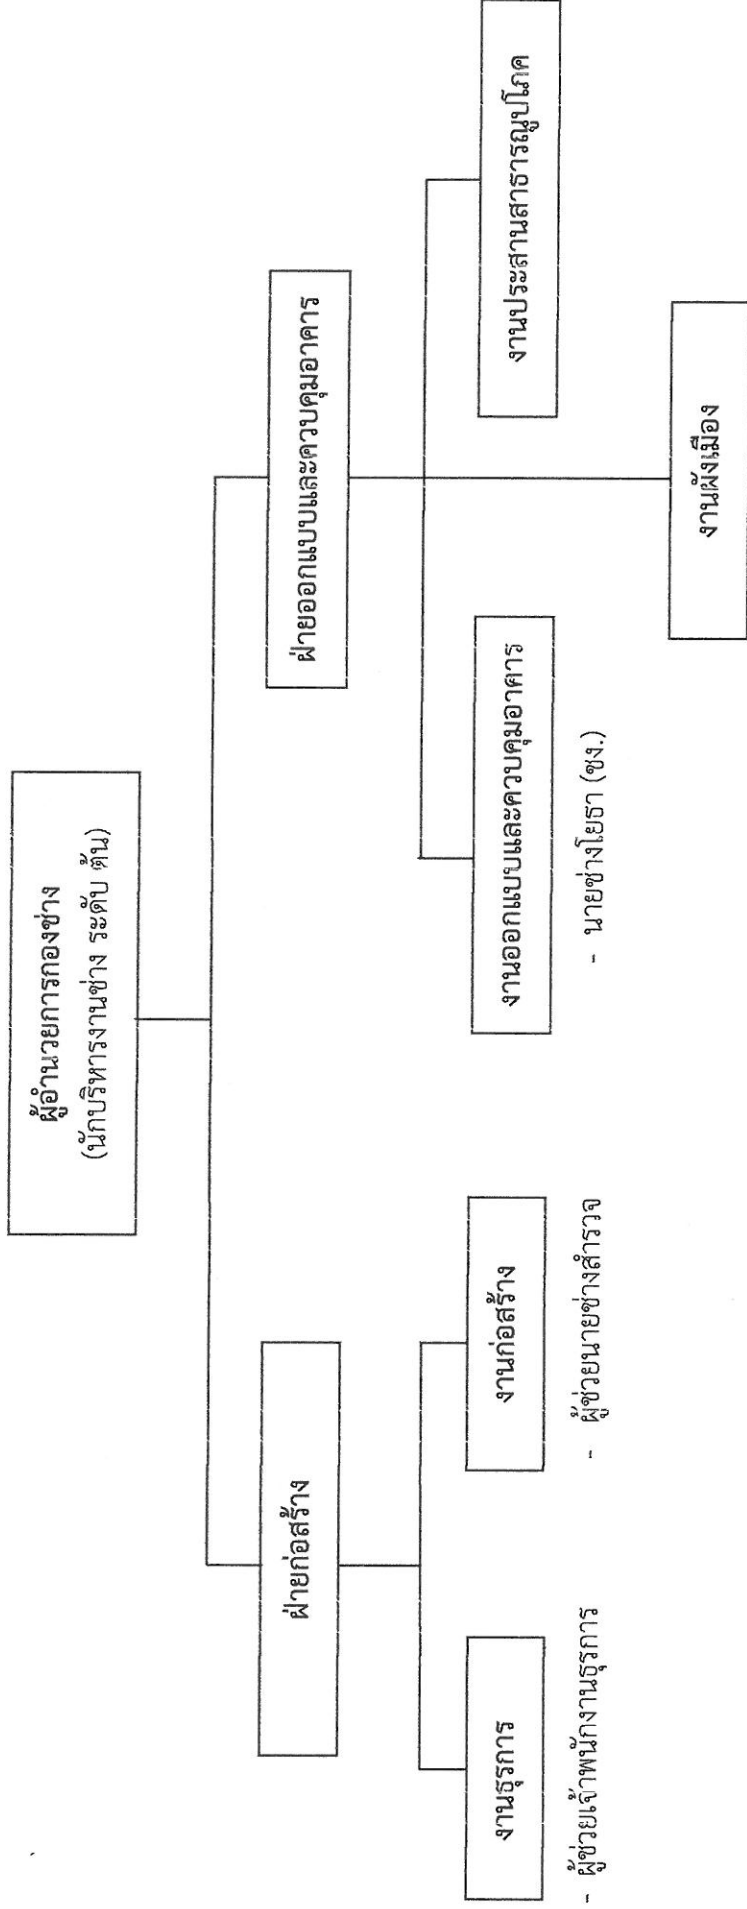 ผู้อำนวยการกองช่าง
(นักบริหารงานช่าง ระดับ ต้น)
ฝ่ายก่อสร้าง
ฝ่ายออกแบบและควบคุมอาคาร
งานธุรการ
งานก่อสร้าง
งานออกแบบและควบคุมอาคาร
งานประสานสาธารณูปโภค
- ผู้ช่วยเจ้าพนักงานธุรการ
- ผู้ช่วยนายช่างสำรวจ
- นายช่างโยธา (ชง.)
งานผังเมือง